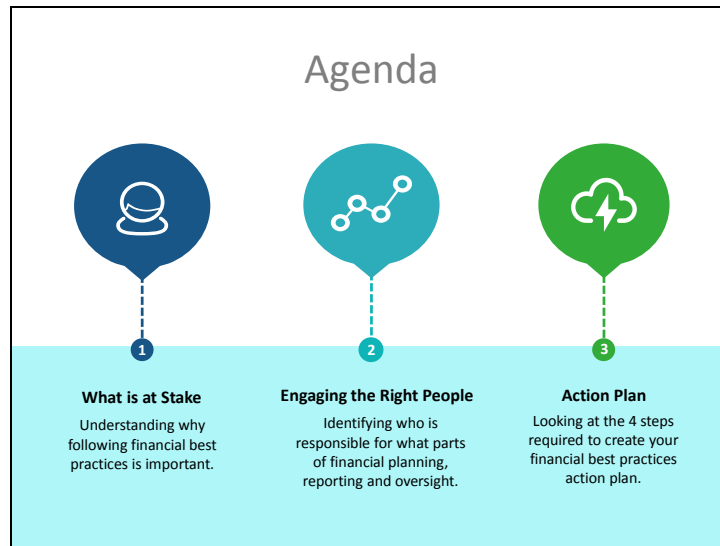 Agenda
1
What is at Stake
Understanding why
following financial best
practices is important.
2
Engaging the Right People
Identifying who is
responsible for what parts
of financial planning,
reporting and oversight.
3
Action Plan
Looking at the 4 steps
required to create your
financial best practices
action plan.